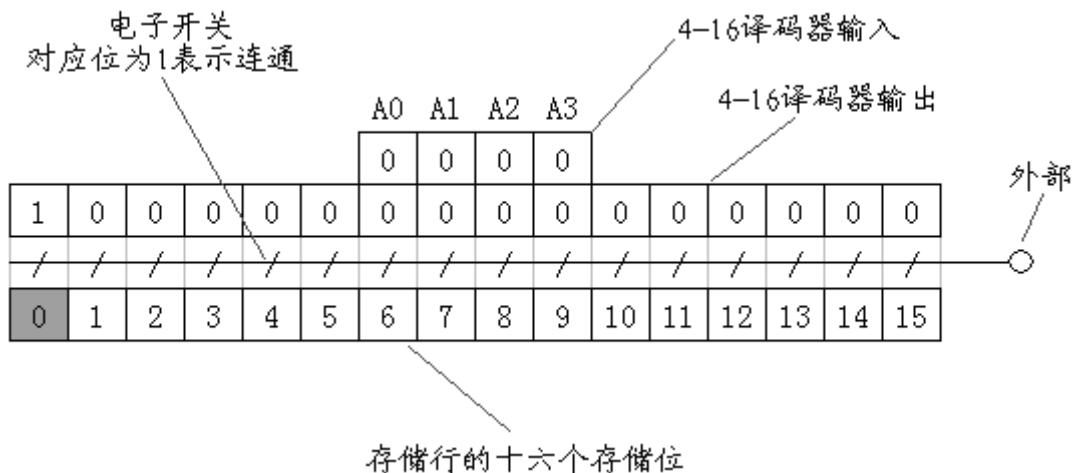 电子开关
对应位为1表示连通
4-16译码器输入
4-16译码器输出
A0 A1 A2 A3
0 0 0 0
外部
1 0 0 0 0 0 0 0 0 0 0 0 0 0 0 0
0 1 2 3 4 5 6 7 8 9 10 11 12 13 14 15
存储行的十六个存储位